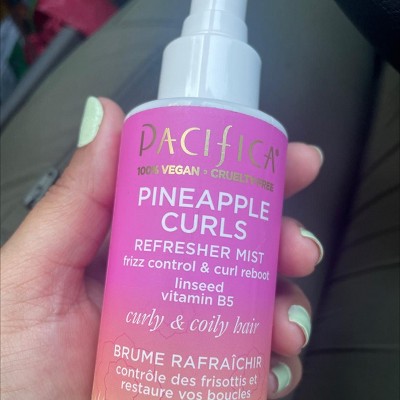 PACIFICA®
100% VEGAN + CRUELTY-FREE
PINEAPPLE
CURLS
REFRESHER MIST
frizz control & curl reboot
linseed
vitamin B5
curly & coily hair
BRUME RAFRAÎCHIR
contrôle des frisottis et
restaure vos boucles